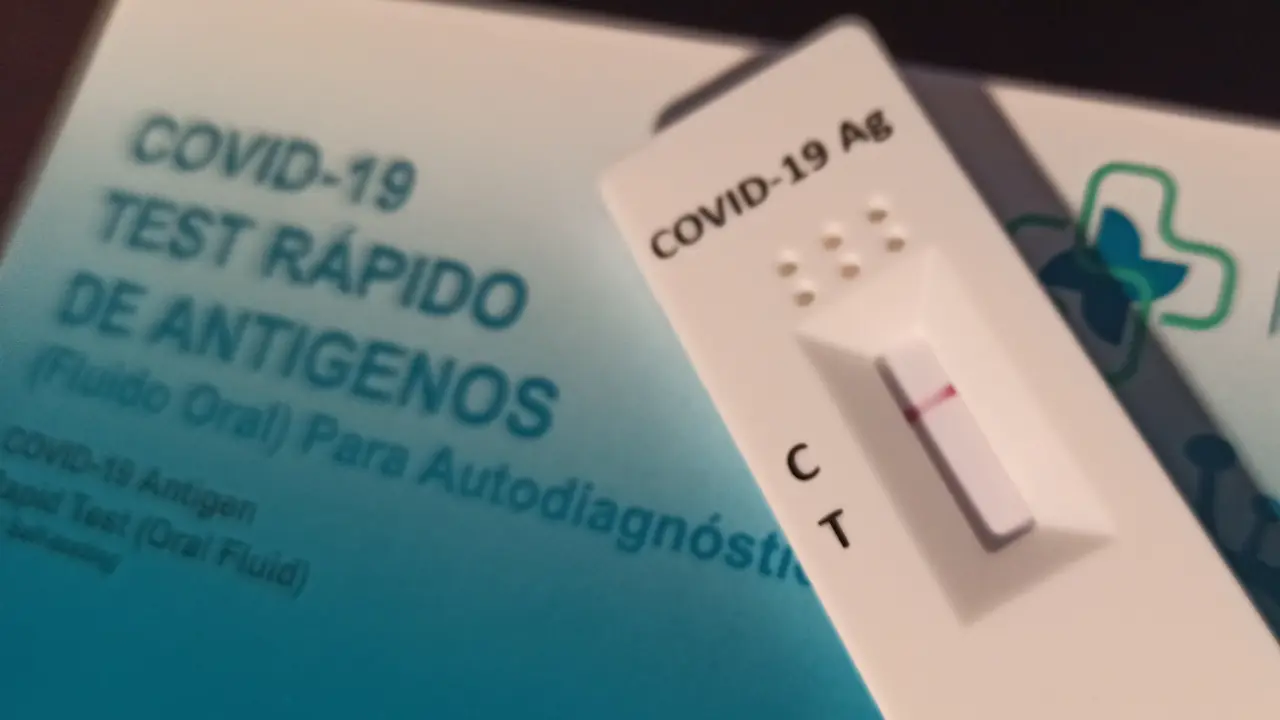 COVID-19
TEST RÁPIDO
DE ANTIGENOS
(Fluido Oral) Para Autodiagnósti
COVID-19 Antigen
Rapid Test (Oral Fluid)
COVID-19 Ag
C
T